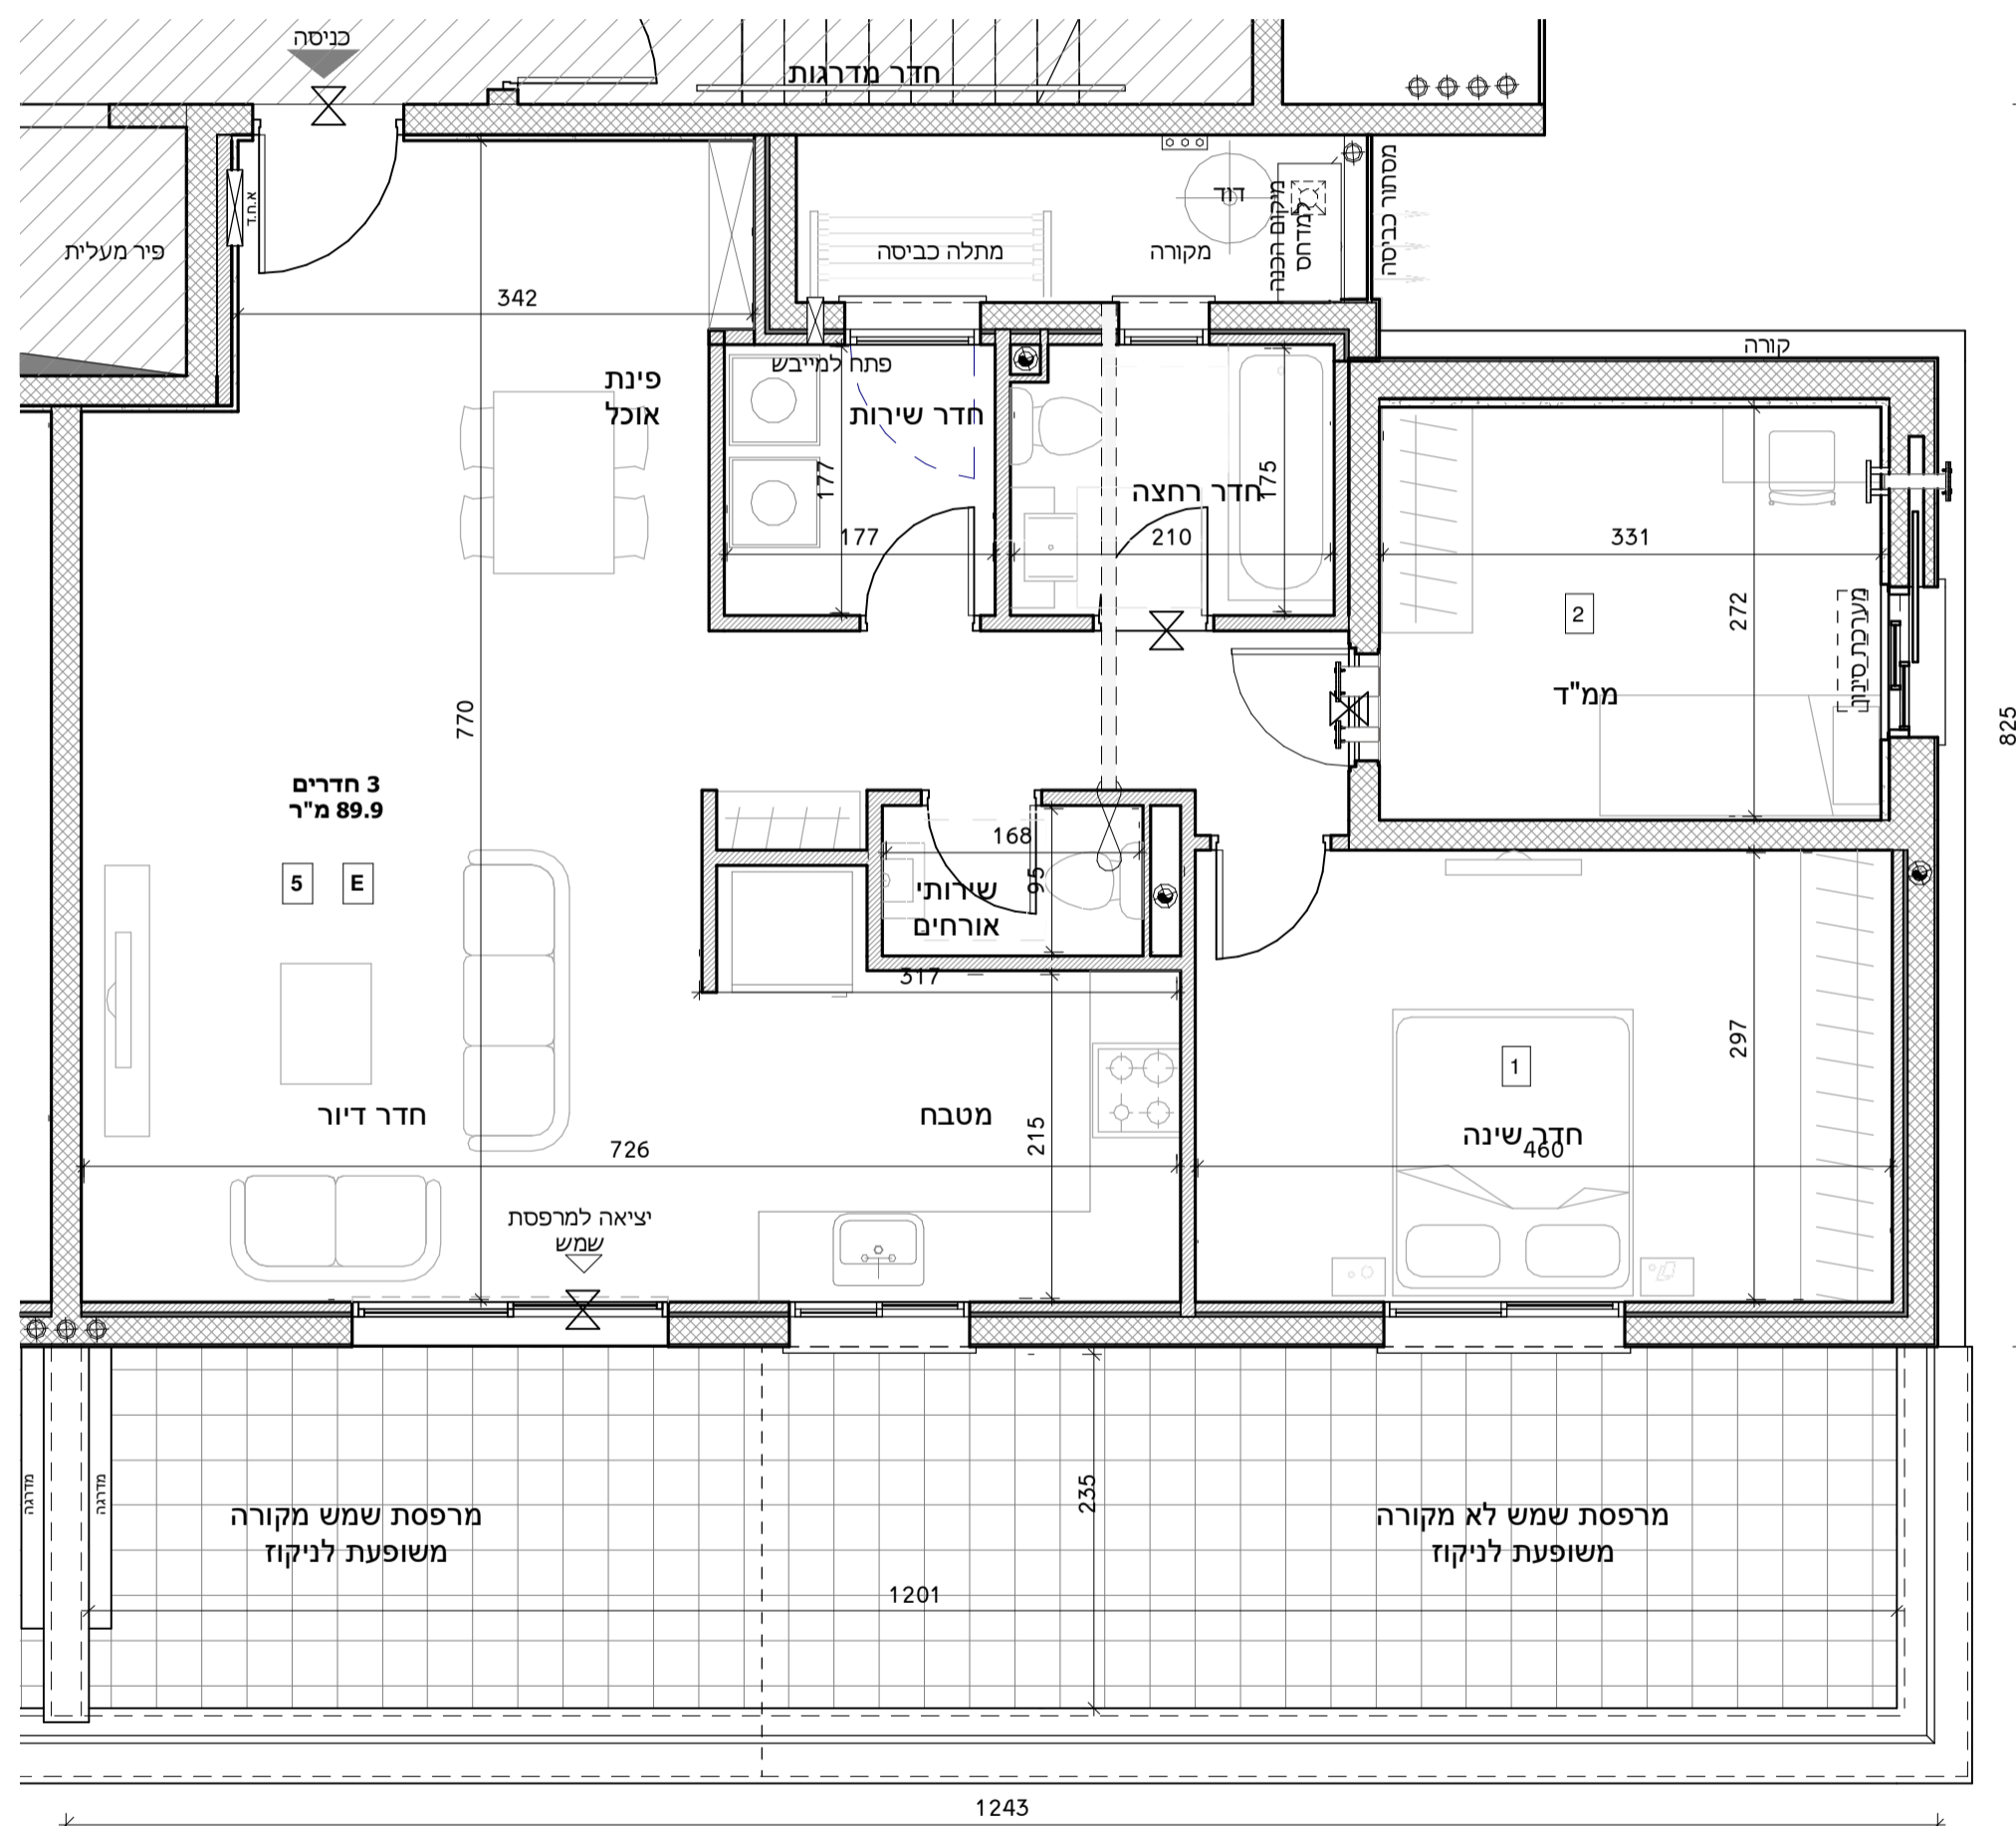 כניסה
חדר מדרגות
א.ח.ד
פיר מעלית
342
מתלה כביסה
מקורה
דוד
מיקום הכנה
למדחס
מסתור כביסה
קורה
פתח למייבש
פינת
אוכל
חדר שירות
177
177
חדר רחצה
175
210
331
272
2
ממ"ד
מערכת סינון
825
770
3 חדרים
89.9 מ"ר
5
E
168
95
שירותי
אורחים
317
297
1
חדר דיור
מטבח
215
חדר שינה
726
460
יציאה למרפסת
שמש
מדרגה
מדרגה
235
מרפסת שמש מקורה
משופעת לניקוז
מרפסת שמש לא מקורה
משופעת לניקוז
1201
1243